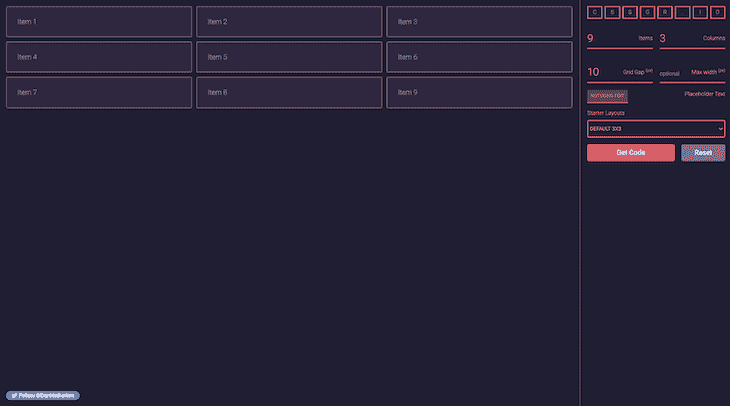 Item 1
Item 2
Item 3
Item 4
Item 5
Item 6
Item 7
Item 8
Item 9
C S S G R I D
9 Items
3 Columns
10 Grid Gap (px)
optional Max width (px)
Placeholder Text
Starter Layouts
DEFAULT 3X3
Get Code
Reset
Follow